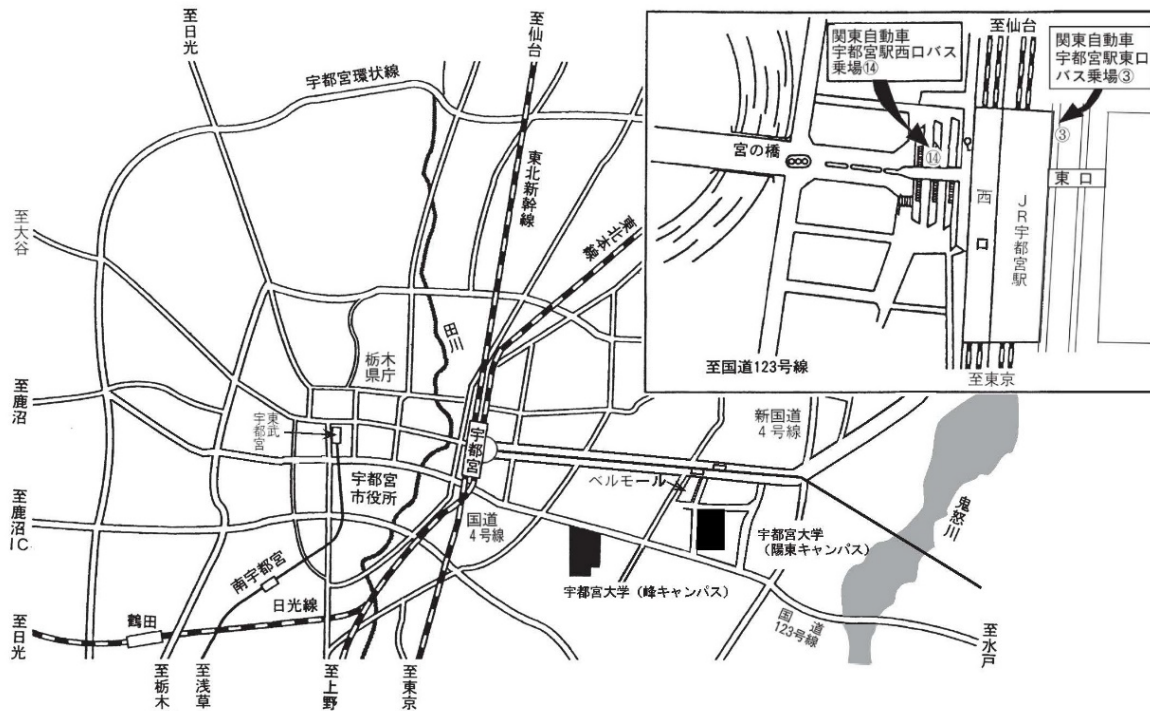 至日光
至仙台
宇都宮環状線
東北新幹線
東北本線
至大谷
田川
栃木
県庁
至鹿沼
東武
宇都宮
宇都宮
宇都宮
市役所
国道
4号線
至鹿沼
IC
南宇都宮
日光線
鶴田
至日光
至栃木
至浅草
至上野
至東京
新国道
4号線
ベルモール
宇都宮大学
(陽東キャンパス)
宇都宮大学(峰キャンパス)
鬼怒川
国道
123号線
至水戸
関東自動車
宇都宮駅西口バス
乗場⑭
至仙台
関東自動車
宇都宮駅東口
バス乗場③
③
⑭
宮の橋
東口
西口
JR宇都宮駅
至国道123号線
至東京